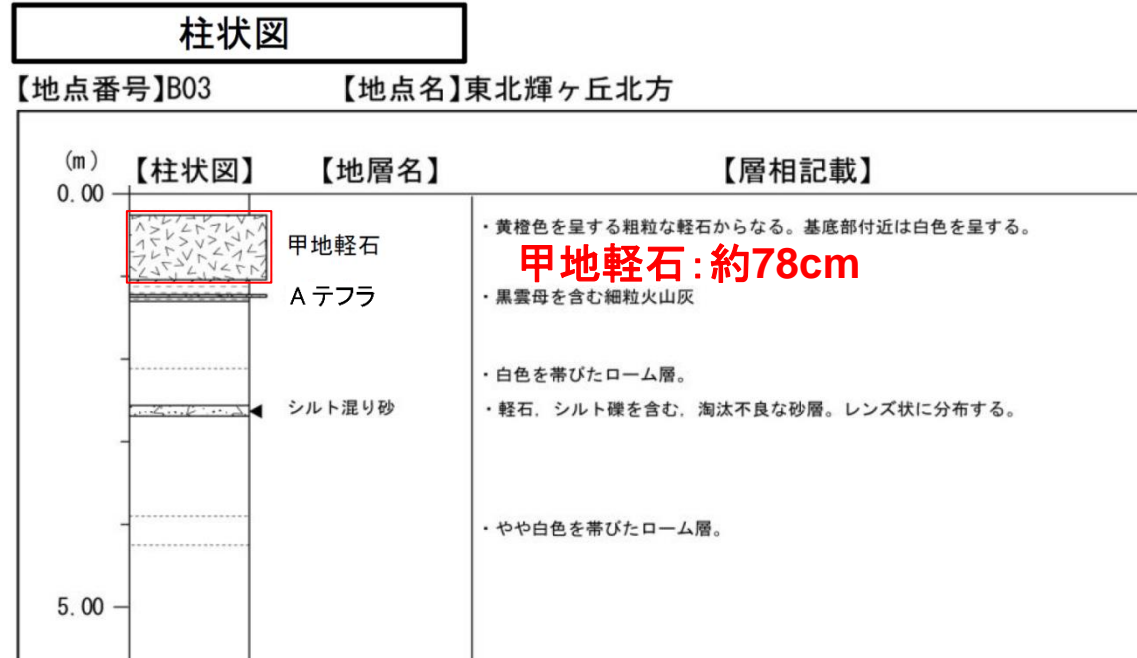 柱状図
【地点番号】B03 【地点名】東北輝ヶ丘北方
(m) 【柱状図】 【地層名】 【層相記載】
0.00
・黄橙色を呈する粗粒な軽石からなる。基底部付近は白色を呈する。
甲地軽石 甲地軽石：約78cm
Aテフラ ・黒雲母を含む細粒火山灰
・白色を帯びたローム層。
シルト混り砂 ・軽石，シルト礫を含む，淘汰不良な砂層。レンズ状に分布する。
・やや白色を帯びたローム層。
5.00